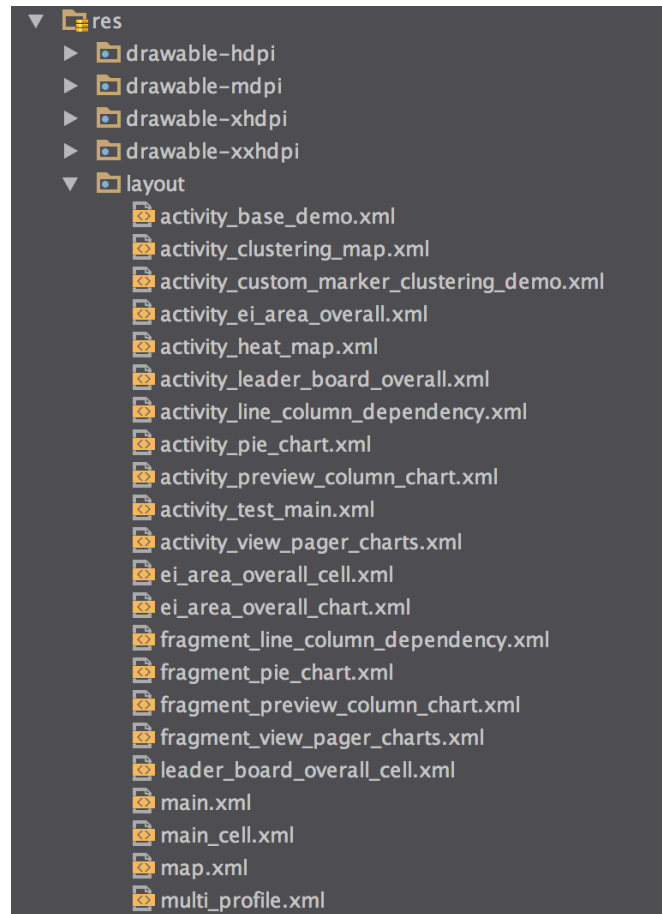 res
drawable-hdpi
drawable-mdpi
drawable-xhdpi
drawable-xxhdpi
layout
activity_base_demo.xml
activity_clustering_map.xml
activity_custom_marker_clustering_demo.xml
activity_ei_area_overall.xml
activity_heat_map.xml
activity_leader_board_overall.xml
activity_line_column_dependency.xml
activity_pie_chart.xml
activity_preview_column_chart.xml
activity_test_main.xml
activity_view_pager_charts.xml
ei_area_overall_cell.xml
ei_area_overall_chart.xml
fragment_line_column_dependency.xml
fragment_pie_chart.xml
fragment_preview_column_chart.xml
fragment_view_pager_charts.xml
leader_board_overall_cell.xml
main.xml
main_cell.xml
map.xml
multi_profile.xml